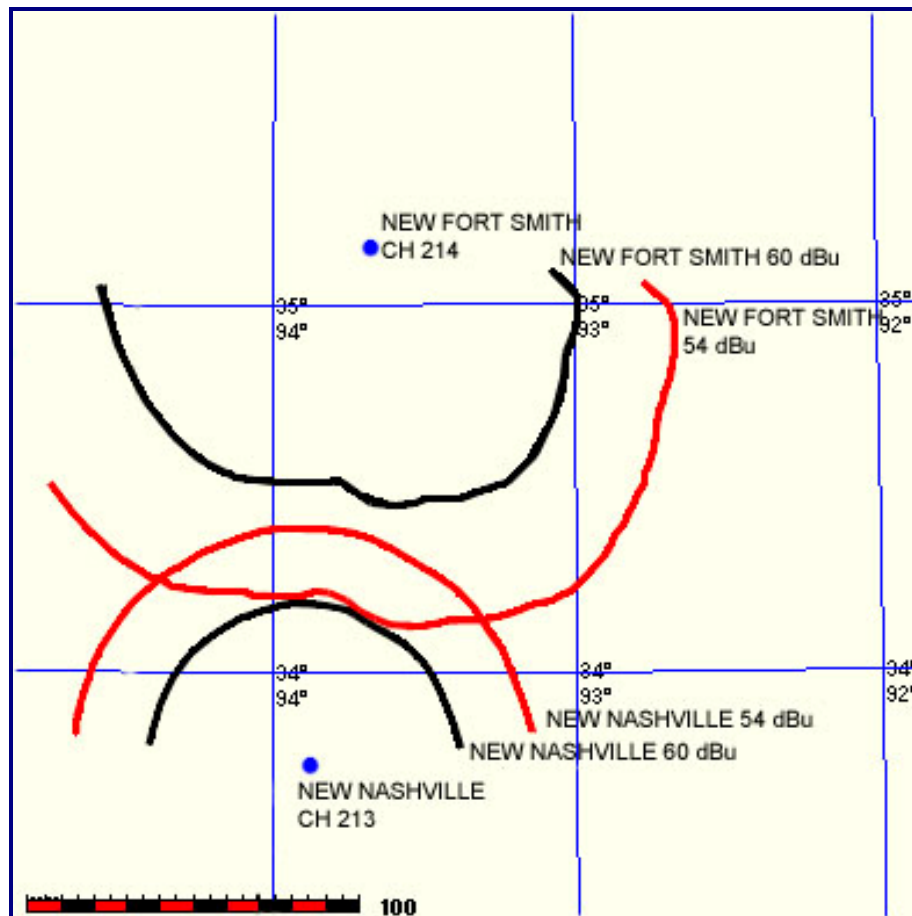 NEW FORT SMITH
CH 214
NEW FORT SMITH 60 dBu
35°
94°
35°
93°
35°
92°
NEW FORT SMITH
54 dBu
34°
94°
34°
93°
34°
92°
NEW NASHVILLE 54 dBu
NEW NASHVILLE 60 dBu
NEW NASHVILLE
CH 213
100